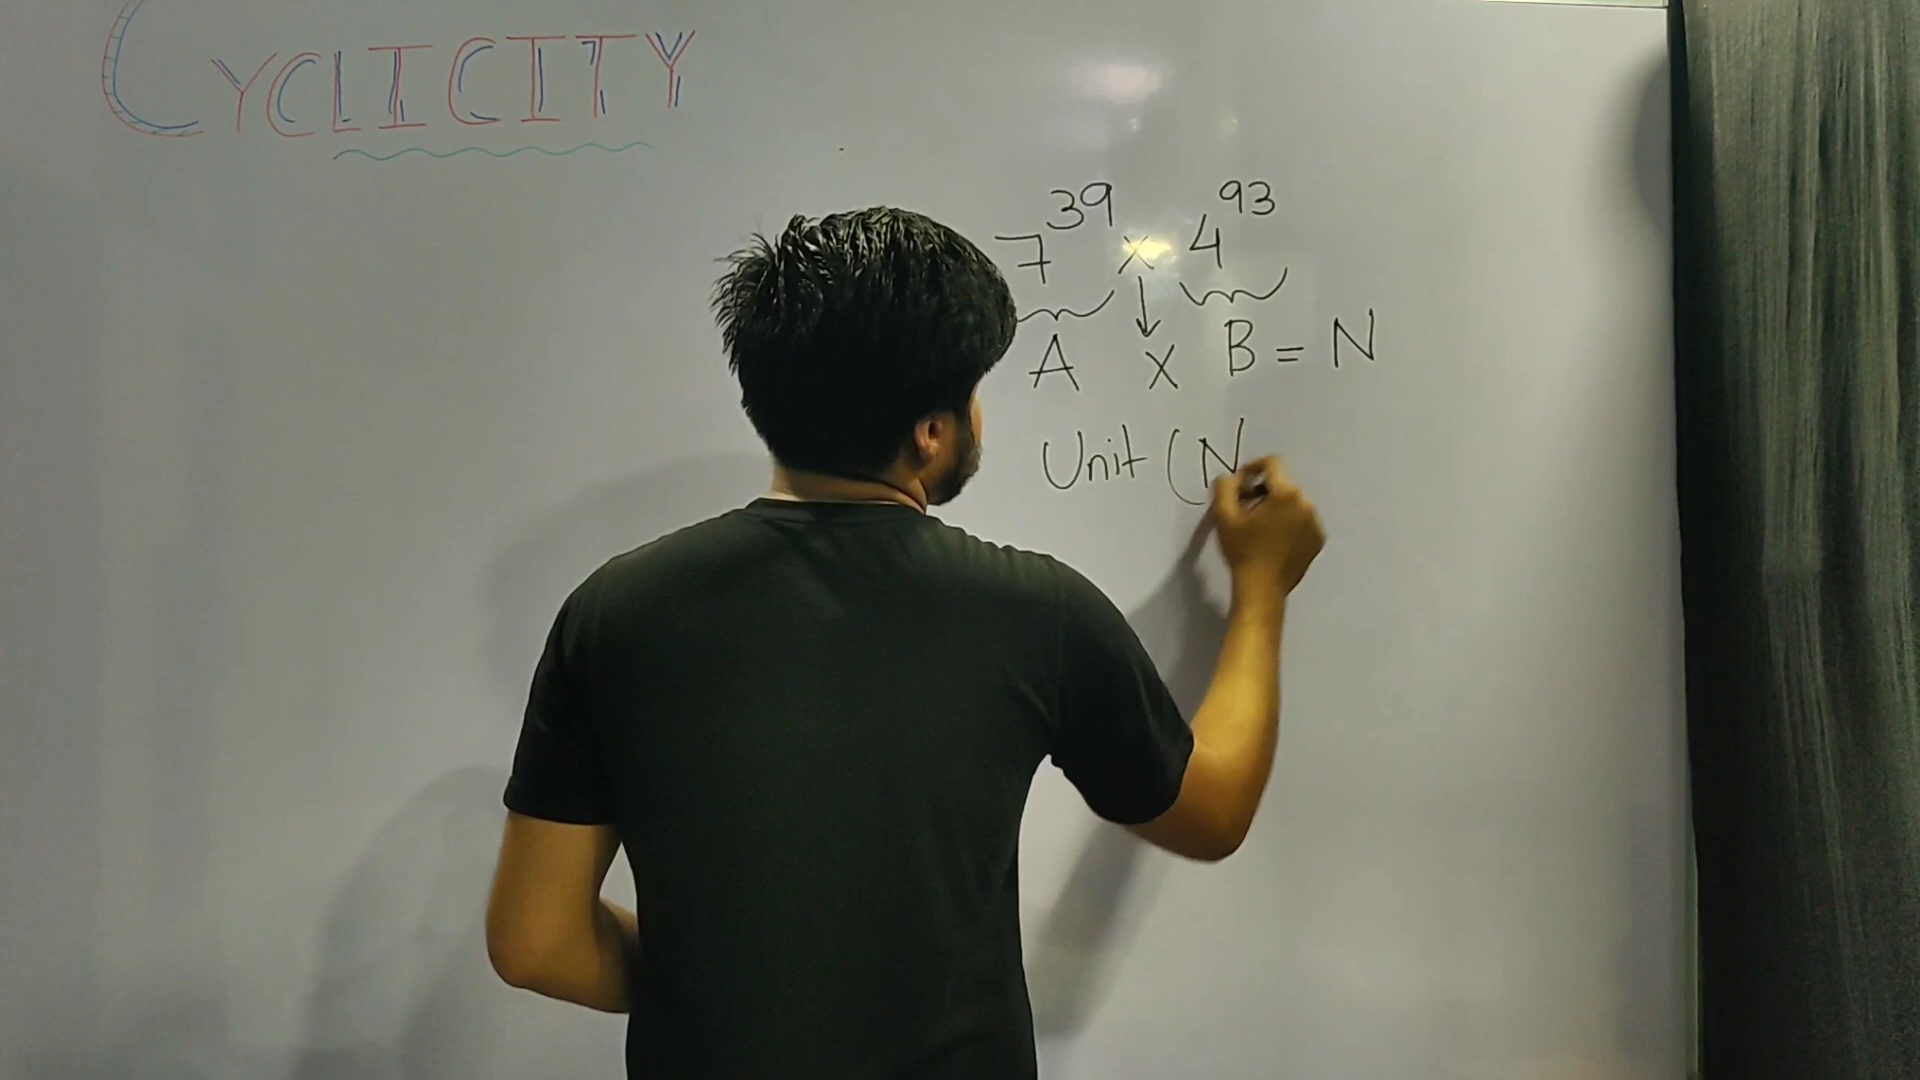 CYCLICITY
7³⁹ × 4⁹³
A × B = N
Unit (N